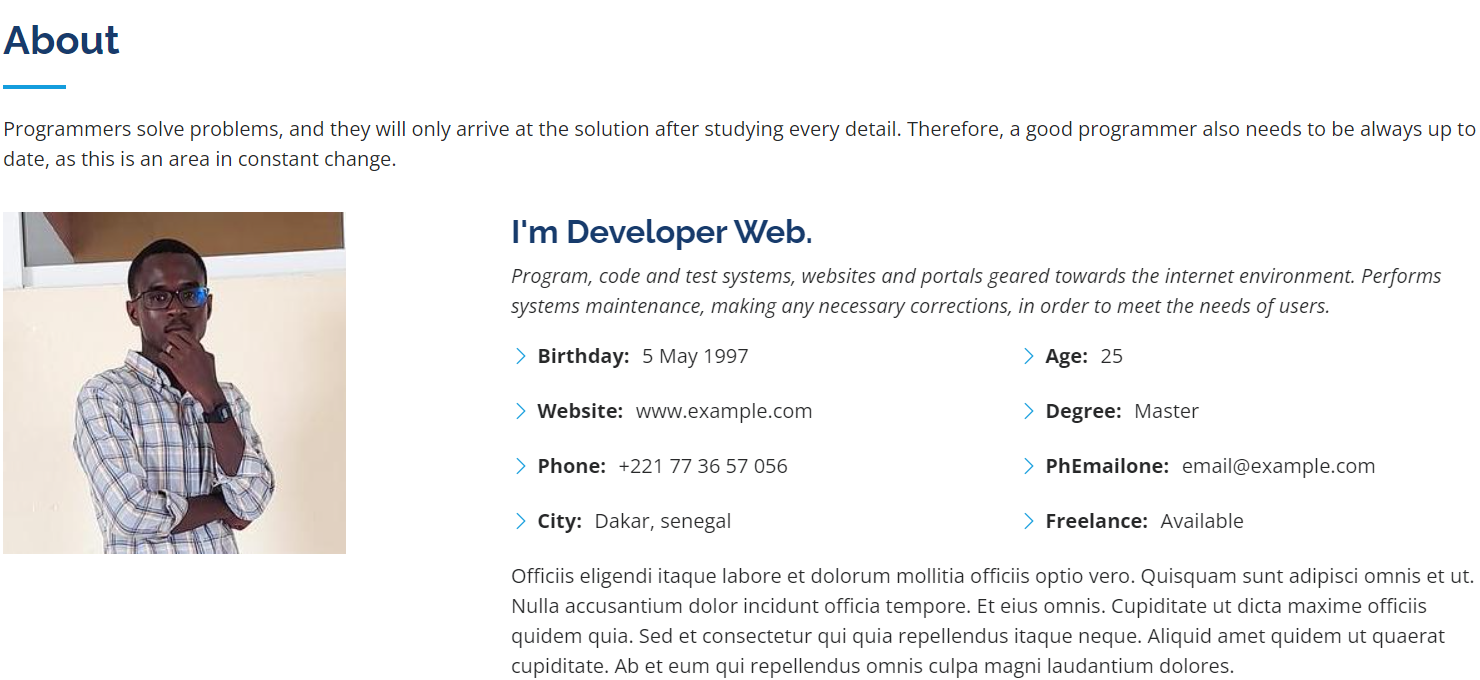 About
Programmers solve problems, and they will only arrive at the solution after studying every detail. Therefore, a good programmer also needs to be always up to
date, as this is an area in constant change.
I'm Developer Web.
Program, code and test systems, websites and portals geared towards the internet environment. Performs
systems maintenance, making any necessary corrections, in order to meet the needs of users.
Birthday: 5 May 1997
Age: 25
Website: www.example.com
Degree: Master
Phone: +221 77 36 57 056
PhEmailone: email@example.com
City: Dakar, senegal
Freelance: Available
Officiis eligendi itaque labore et dolorum mollitia officiis optio vero. Quisquam sunt adipisci omnis et ut.
Nulla accusantium dolor incidunt officia tempore. Et eius omnis. Cupiditate ut dicta maxime officiis
quidem quia. Sed et consectetur qui quia repellendus itaque neque. Aliquid amet quidem ut quaerat
cupiditate. Ab et eum qui repellendus omnis culpa magni laudantium dolores.